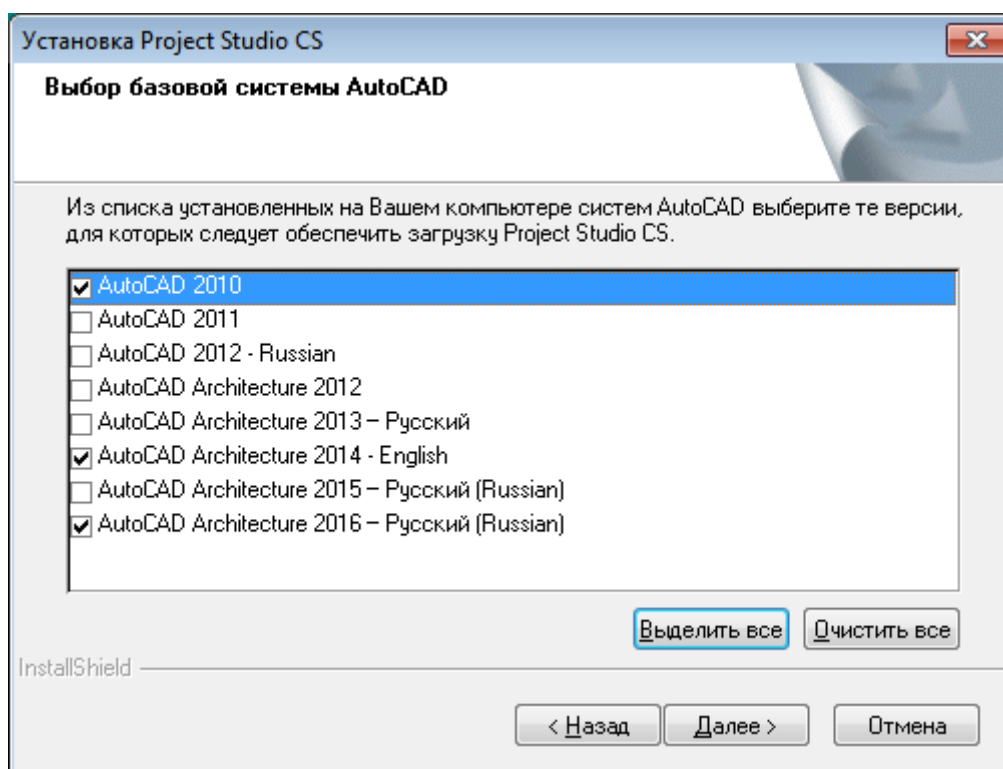 Установка Project Studio CS
Выбор базовой системы AutoCAD
Из списка установленных на Вашем компьютере систем AutoCAD выберите те версии,
для которых следует обеспечить загрузку Project Studio CS.
AutoCAD 2010
AutoCAD 2011
AutoCAD 2012 - Russian
AutoCAD Architecture 2012
AutoCAD Architecture 2013 – Русский
AutoCAD Architecture 2014 - English
AutoCAD Architecture 2015 – Русский (Russian)
AutoCAD Architecture 2016 – Русский (Russian)
Выделить все Очистить все
InstallShield
< Назад Далее > Отмена